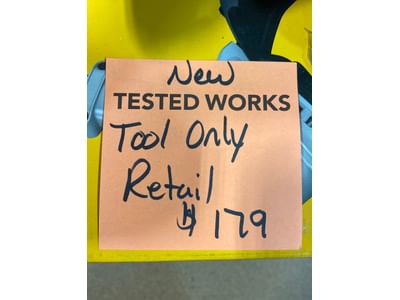 New
TESTED WORKS
Tool Only
Retail
$179